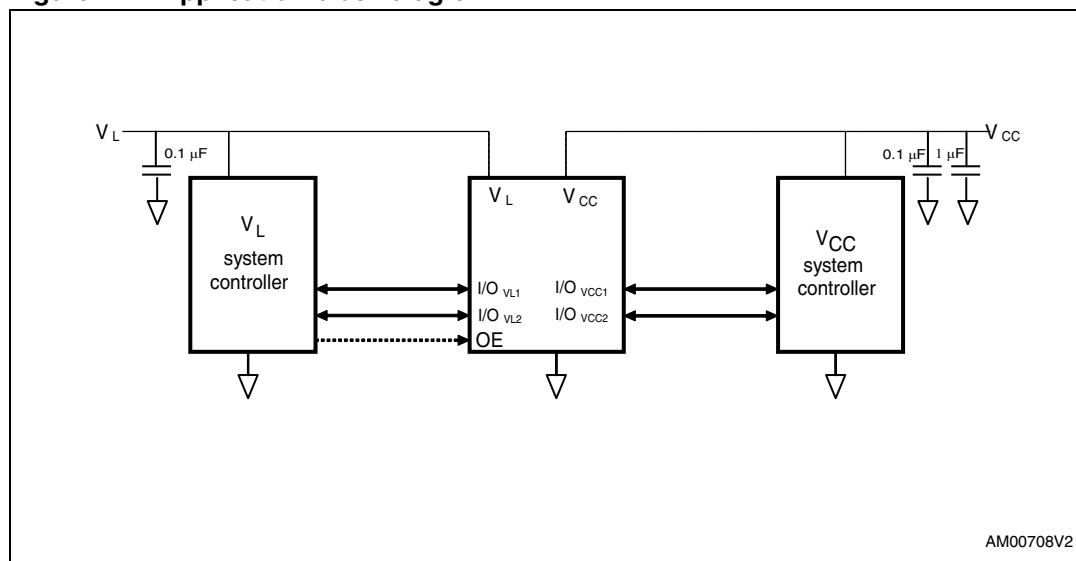 V L
V CC
0.1 µF
0.1 µF
1 µF
V L
V CC
V L
system
controller
V CC
system
controller
I/O VL1
I/O VCC1
I/O VL2
I/O VCC2
OE
AM00708V2